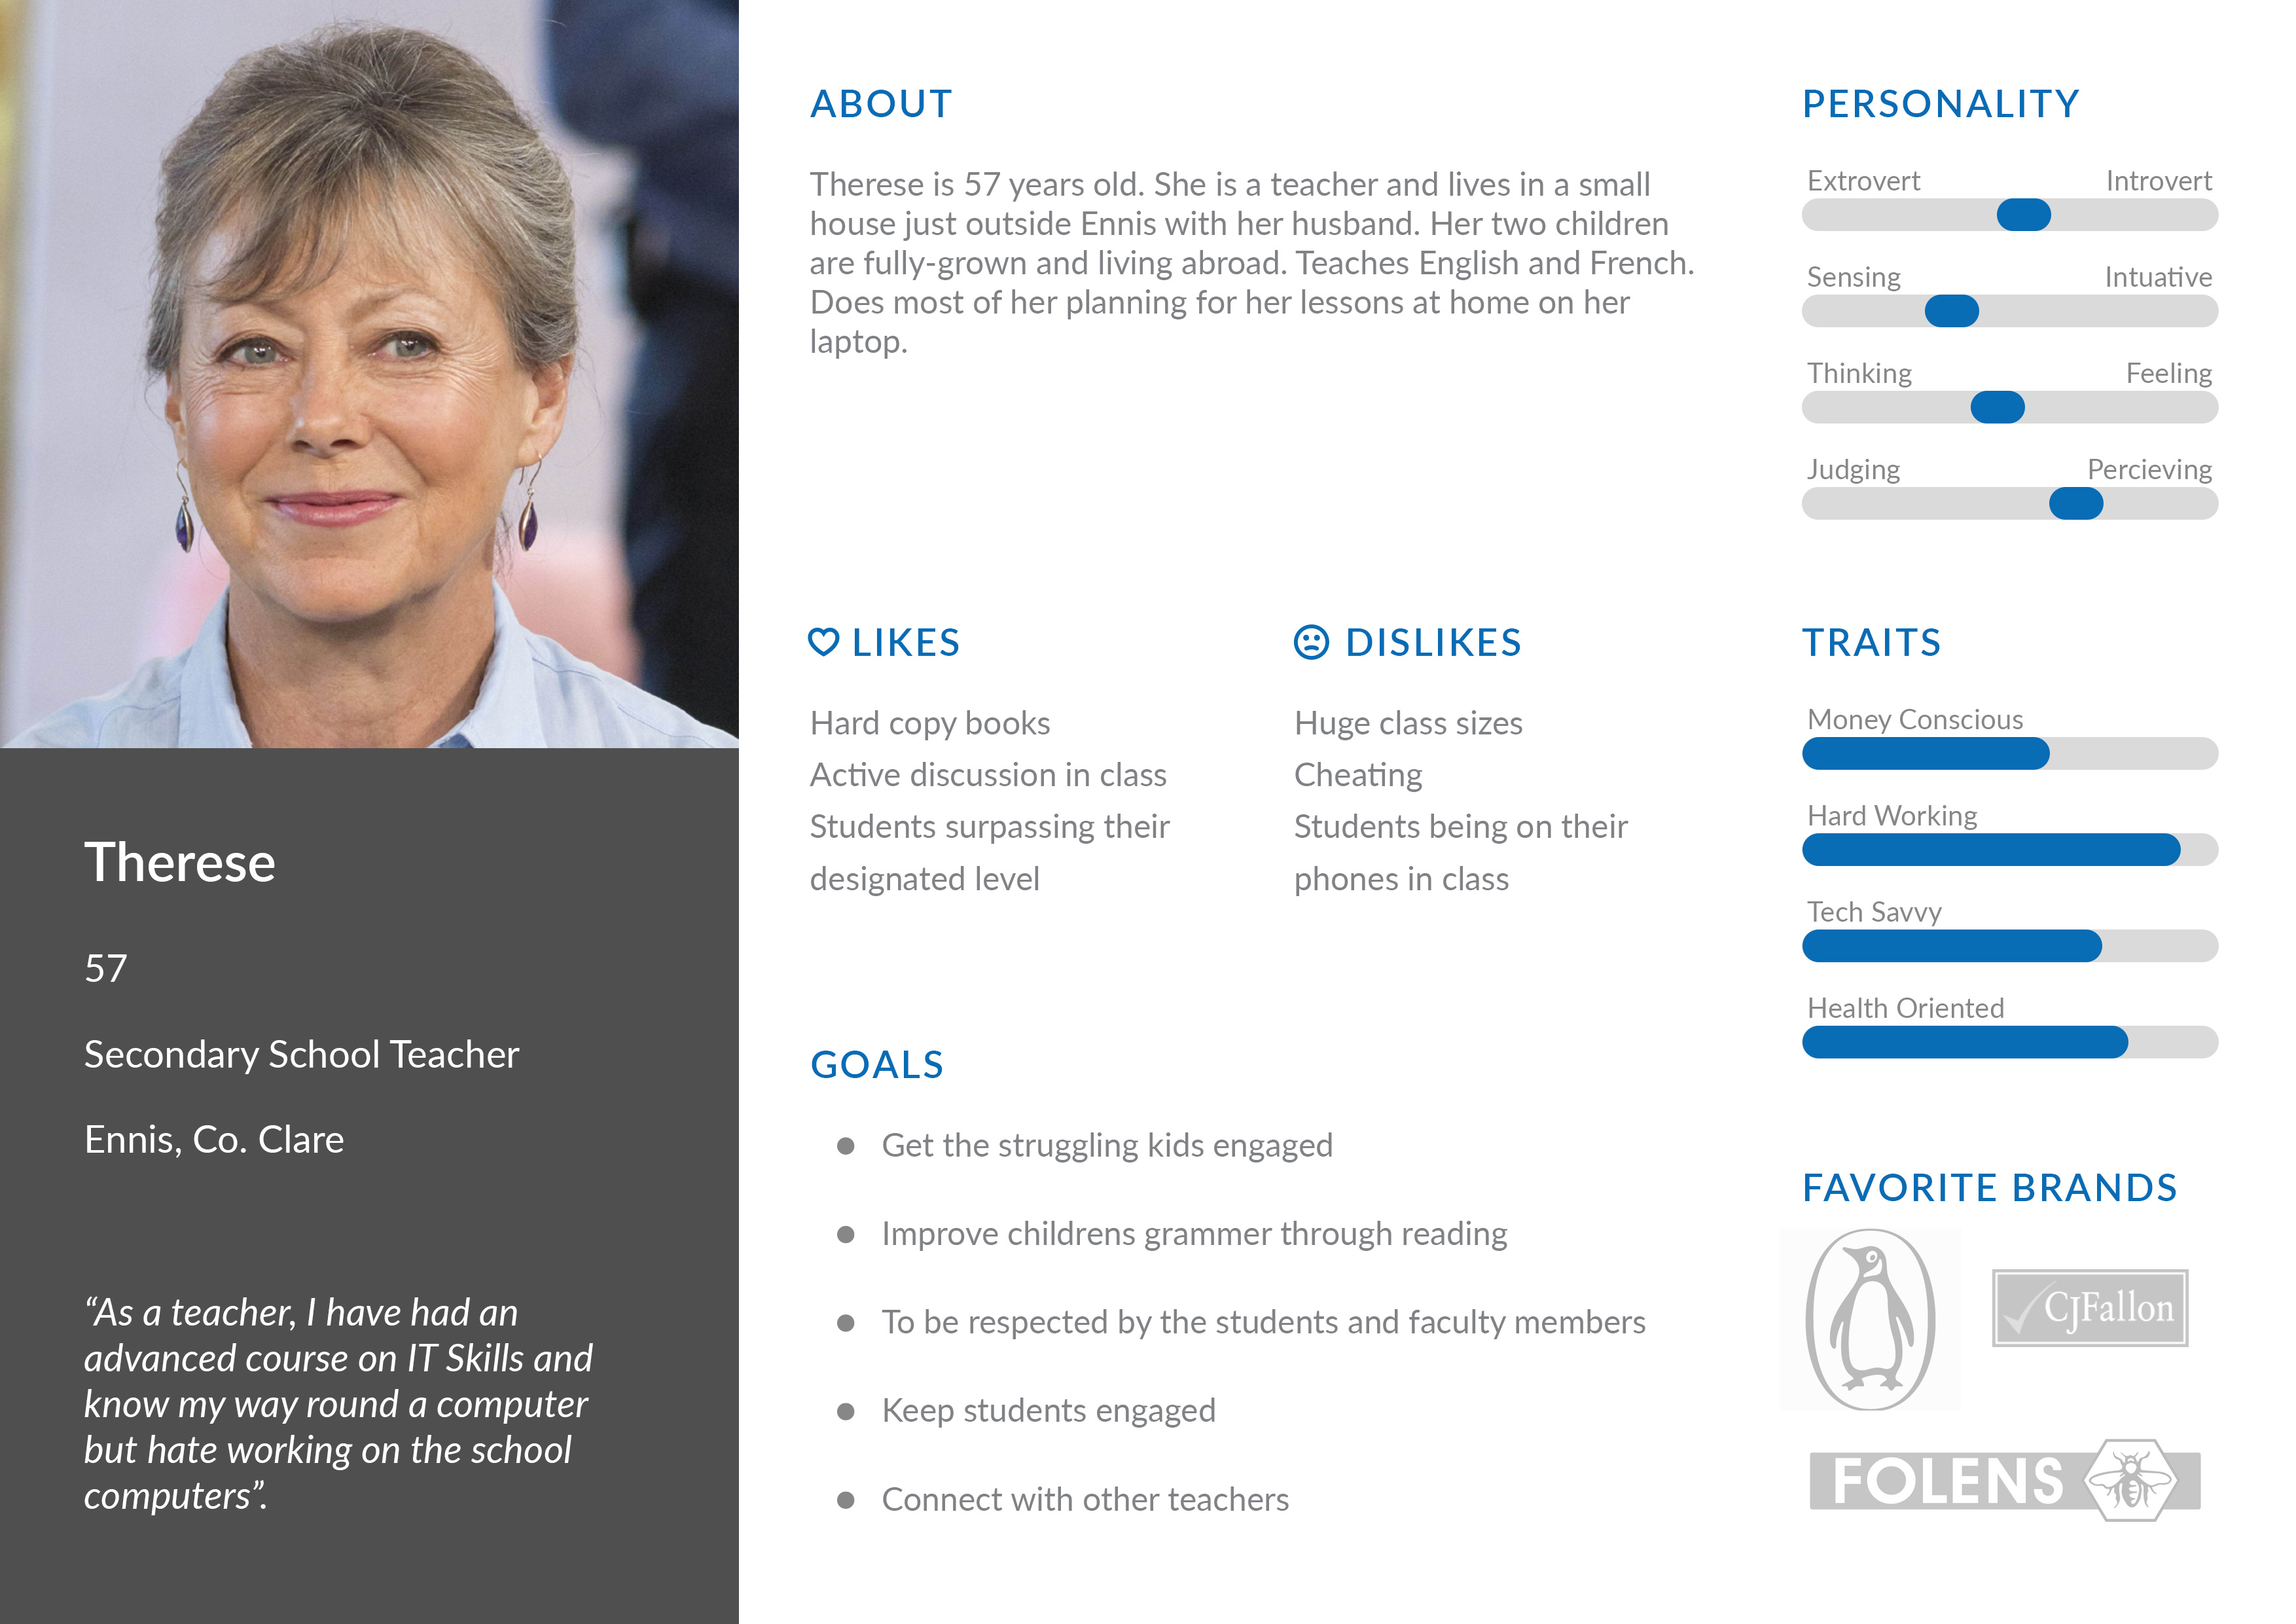 Therese
57
Secondary School Teacher
Ennis, Co. Clare
“As a teacher, I have had an
advanced course on IT Skills and
know my way round a computer
but hate working on the school
computers”.
ABOUT
Therese is 57 years old. She is a teacher and lives in a small
house just outside Ennis with her husband. Her two children
are fully-grown and living abroad. Teaches English and French.
Does most of her planning for her lessons at home on her
laptop.
LIKES
Hard copy books
Active discussion in class
Students surpassing their
designated level
DISLIKES
Huge class sizes
Cheating
Students being on their
phones in class
GOALS
Get the struggling kids engaged
Improve childrens grammer through reading
To be respected by the students and faculty members
Keep students engaged
Connect with other teachers
PERSONALITY
Extrovert Introvert
Sensing Intuative
Thinking Feeling
Judging Percieving
TRAITS
Money Conscious
Hard Working
Tech Savvy
Health Oriented
FAVORITE BRANDS
CJFallon
FOLENS